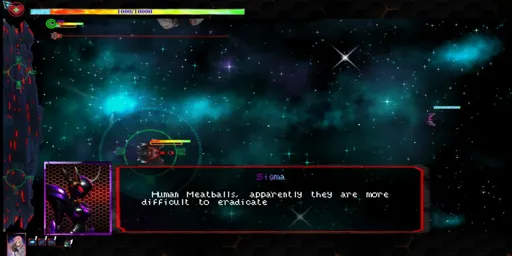 1000/10000
Sigma
Human Meatballs, apparently they are more
difficult to eradicate